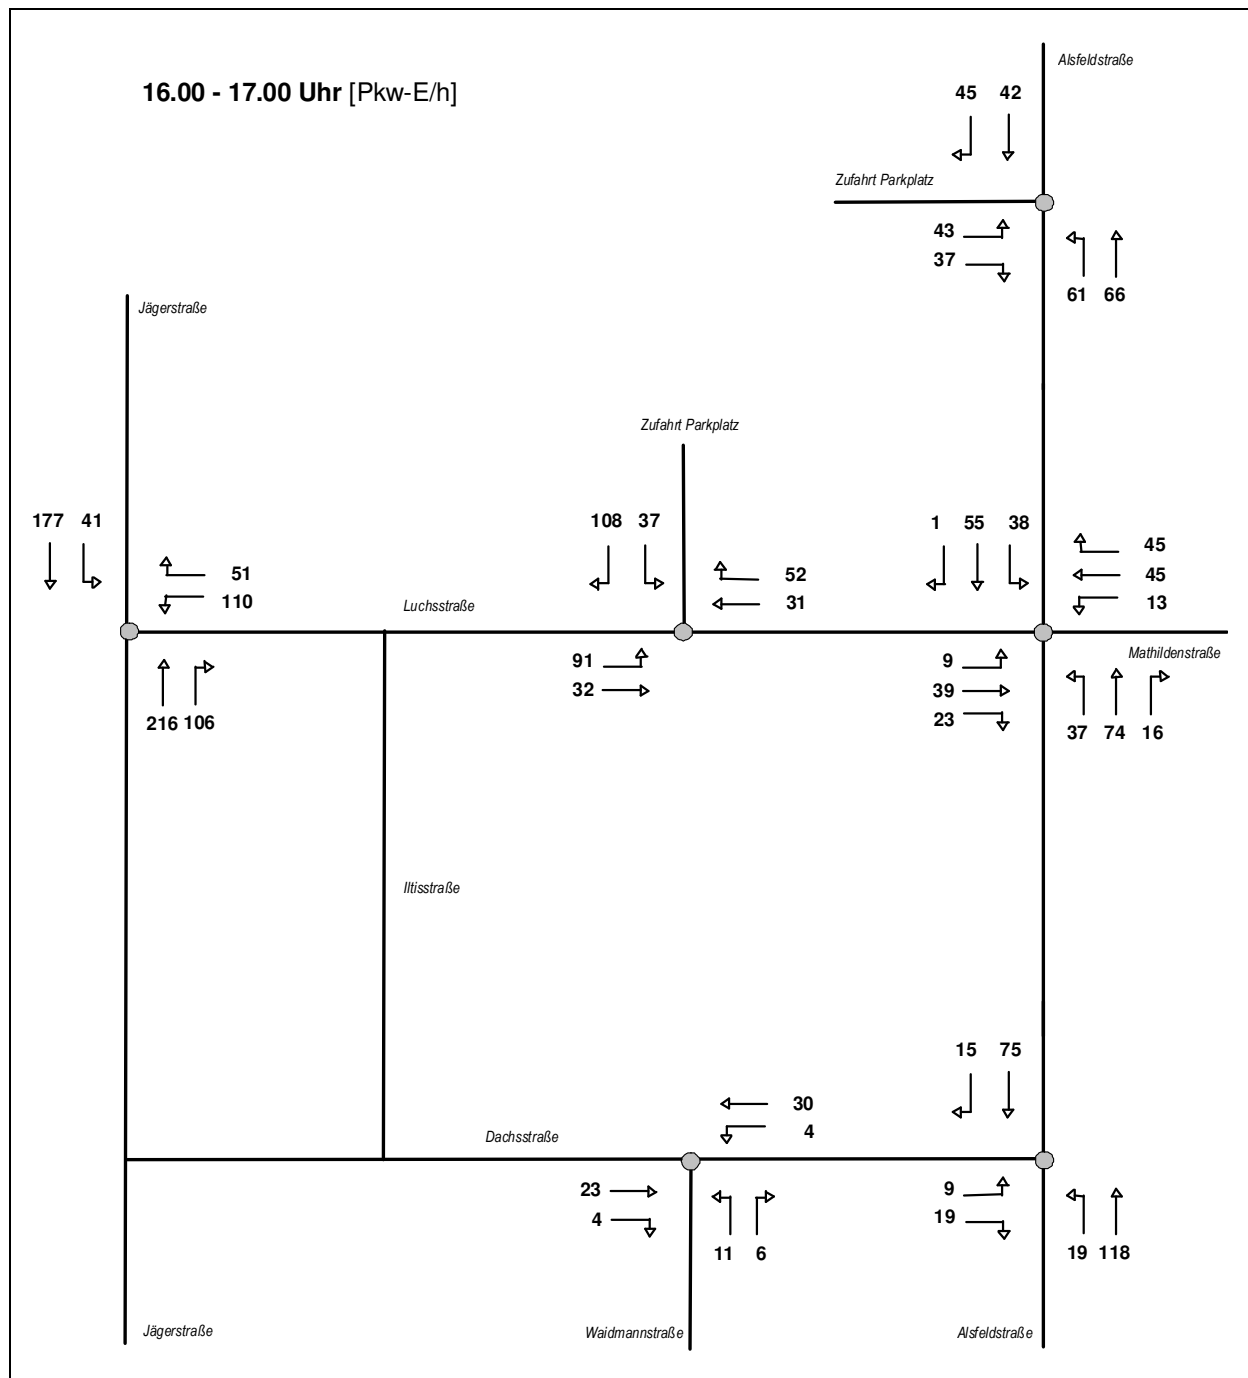 Alsfeldstraße
16.00 - 17.00 Uhr [Pkw-E/h]
45 42
Zufahrt Parkplatz
43
37
61 66
Jägerstraße
Zufahrt Parkplatz
177 41
108 37
1 55 38
45
45
13
51
110
52
31
Luchsstraße
Mathildenstraße
91
32
9
39
23
216 106
37 74 16
Iltisstraße
15 75
30
4
Dachsstraße
23
4
9
19
11 6
19 118
Jägerstraße
Waidmannstraße
Alsfeldstraße